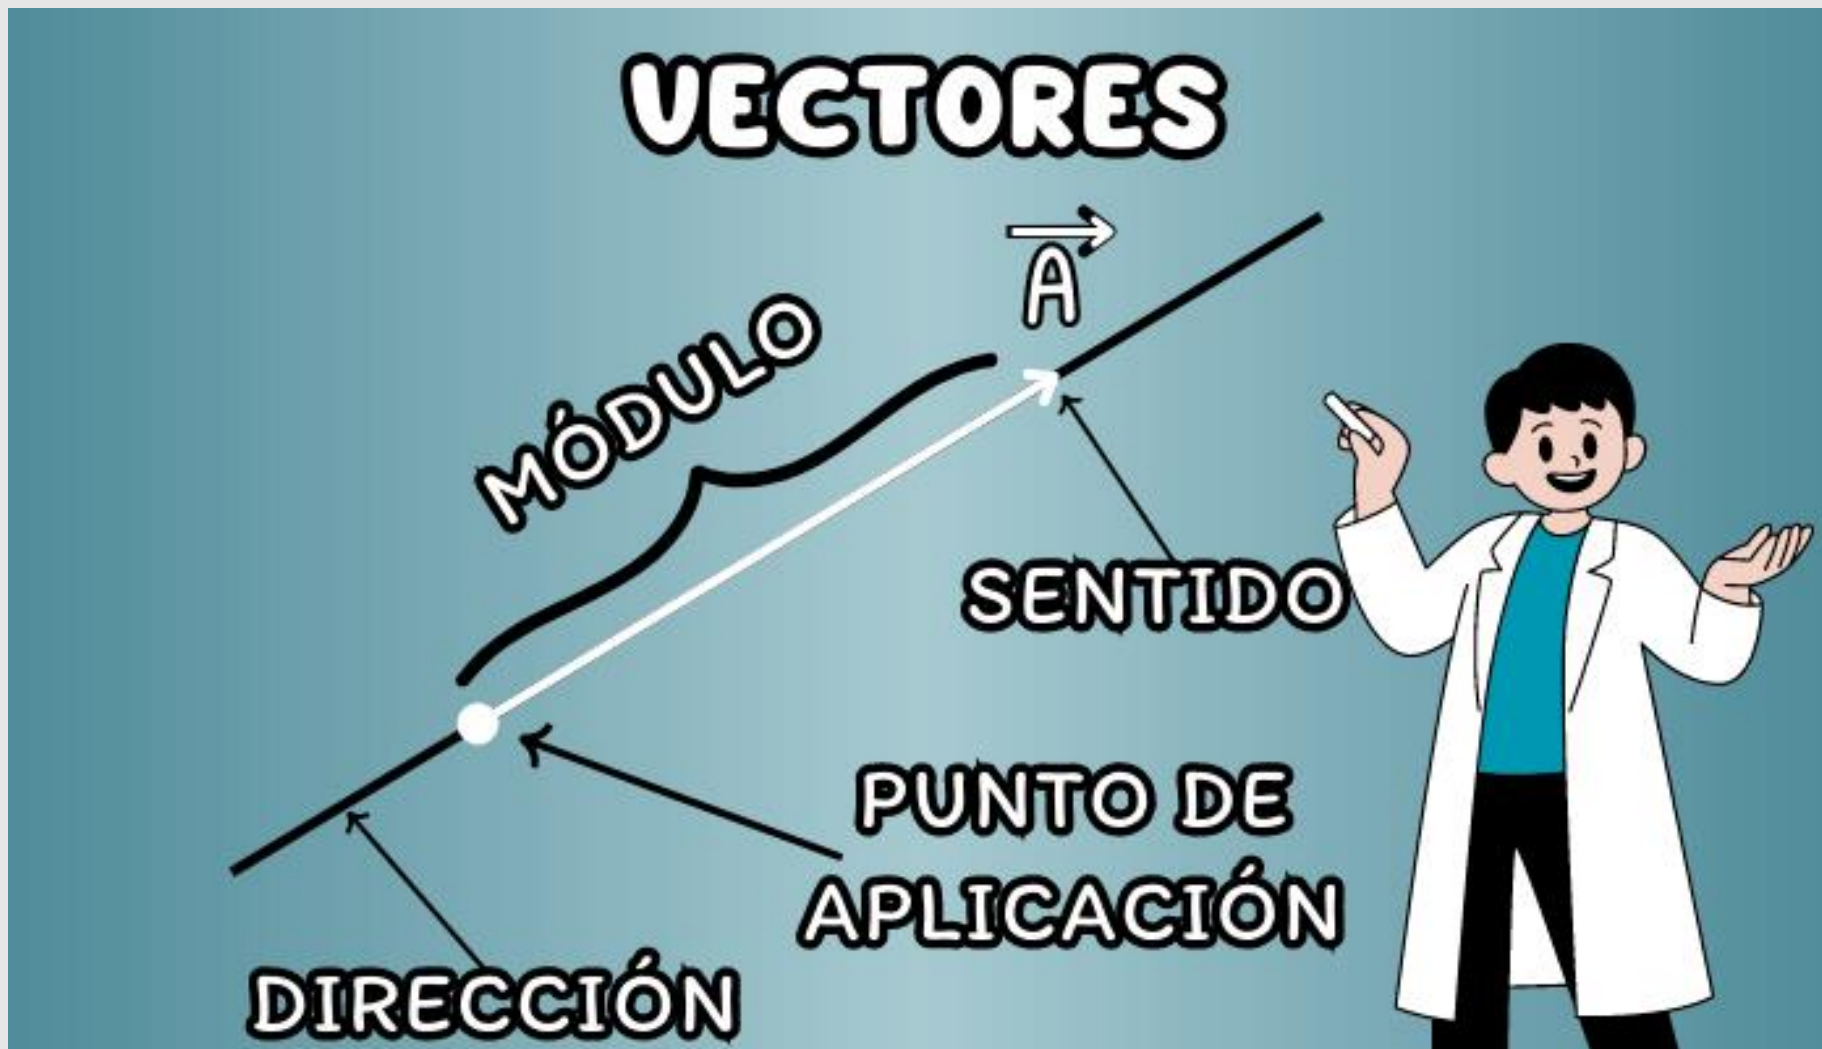 VECTORES
A
MÓDULO
SENTIDO
PUNTO DE
APLICACIÓN
DIRECCIÓN